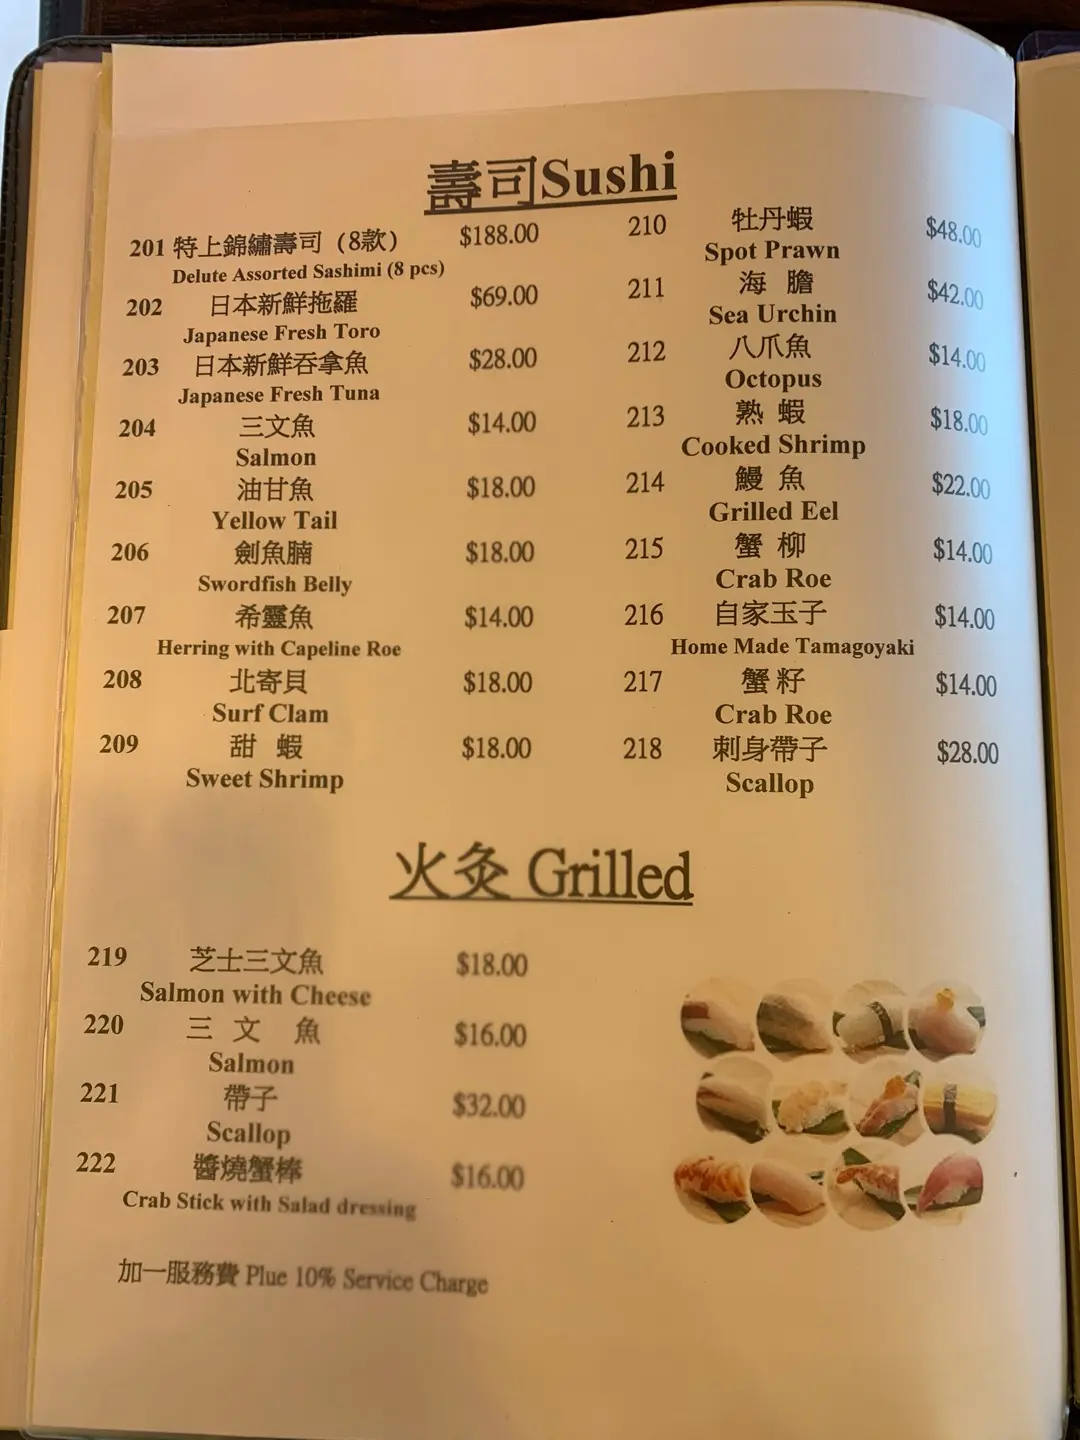 壽司Sushi
201 特上錦繡壽司 (8款) $188.00
Delute Assorted Sashimi (8 pcs)
202 日本新鮮拖羅 $69.00
Japanese Fresh Toro
203 日本新鮮吞拿魚 $28.00
Japanese Fresh Tuna
204 三文魚 $14.00
Salmon
205 油甘魚 $18.00
Yellow Tail
206 劍魚腩 $18.00
Swordfish Belly
207 希靈魚 $14.00
Herring with Capeline Roe
208 北寄貝 $18.00
Surf Clam
209 甜 蝦 $18.00
Sweet Shrimp
210 牡丹蝦 $48.00
Spot Prawn
211 海 膽 $42.00
Sea Urchin
212 八爪魚 $14.00
Octopus
213 熟 蝦 $18.00
Cooked Shrimp
214 鰻 魚 $22.00
Grilled Eel
215 蟹 柳 $14.00
Crab Roe
216 自家玉子 $14.00
Home Made Tamagoyaki
217 蟹 籽 $14.00
Crab Roe
218 刺身帶子 $28.00
Scallop
火炙 Grilled
219 芝士三文魚 $18.00
Salmon with Cheese
220 三 文 魚 $16.00
Salmon
221 帶子 $32.00
Scallop
222 醬燒蟹棒 $16.00
Crab Stick with Salad dressing
加一服務費 Plue 10% Service Charge